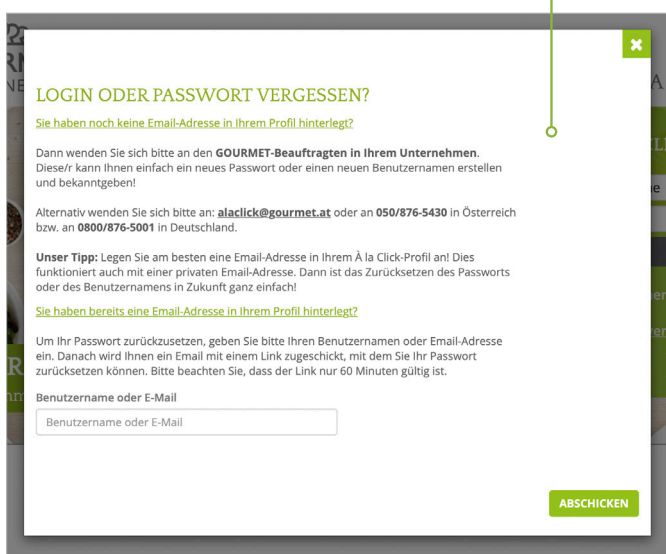 LOGIN ODER PASSWORT VERGESSEN?
Sie haben noch keine Email-Adresse in Ihrem Profil hinterlegt?
Dann wenden Sie sich bitte an den GOURMET-Beauftragten in Ihrem Unternehmen.
Diese/r kann Ihnen einfach ein neues Passwort oder einen neuen Benutzernamen erstellen
und bekanntgeben!
Alternativ wenden Sie sich bitte an: alaclick@gourmet.at oder an 050/876-5430 in Österreich
bzw. an 0800/876-5001 in Deutschland.
Unser Tipp: Legen Sie am besten eine Email-Adresse in Ihrem À la Click-Profil an! Dies
funktioniert auch mit einer privaten Email-Adresse. Dann ist das Zurücksetzen des Passworts
oder des Benutzernamens in Zukunft ganz einfach!
Sie haben bereits eine Email-Adresse in Ihrem Profil hinterlegt?
Um Ihr Passwort zurückzusetzen, geben Sie bitte Ihren Benutzernamen oder Email-Adresse
ein. Danach wird Ihnen ein Email mit einem Link zugeschickt, mit dem Sie Ihr Passwort
zurücksetzen können. Bitte beachten Sie, dass der Link nur 60 Minuten gültig ist.
Benutzername oder E-Mail
Benutzername oder E-Mail
ABSCHICKEN